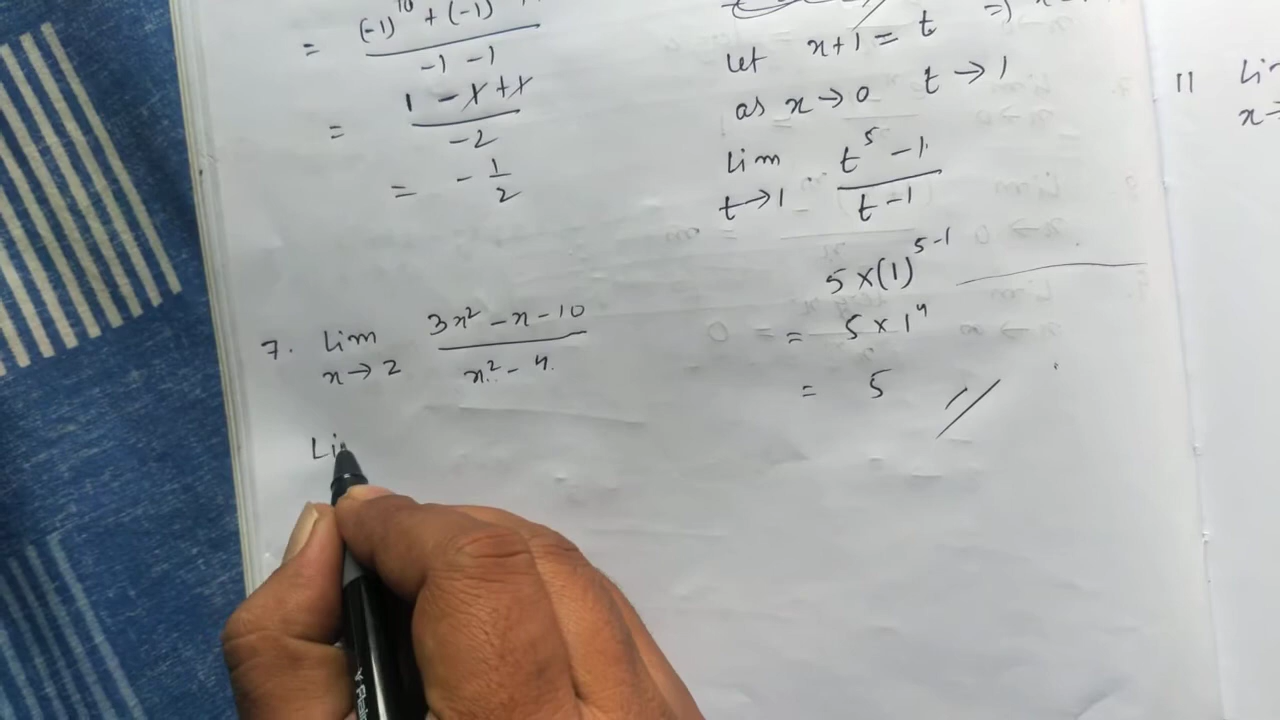 = (-1)^10 + (-1)
-1 -1
= 1 - x + x
-2
= - 1/2
7. Lim 3x² - x - 10
x→2 x² - 4
Li
Let x+1 = t =)
as x→0 t→1
Lim t^5 - 1
t→1 t - 1
5×(1)^5-1
= 5×1^4
= 5
11 Li
x→